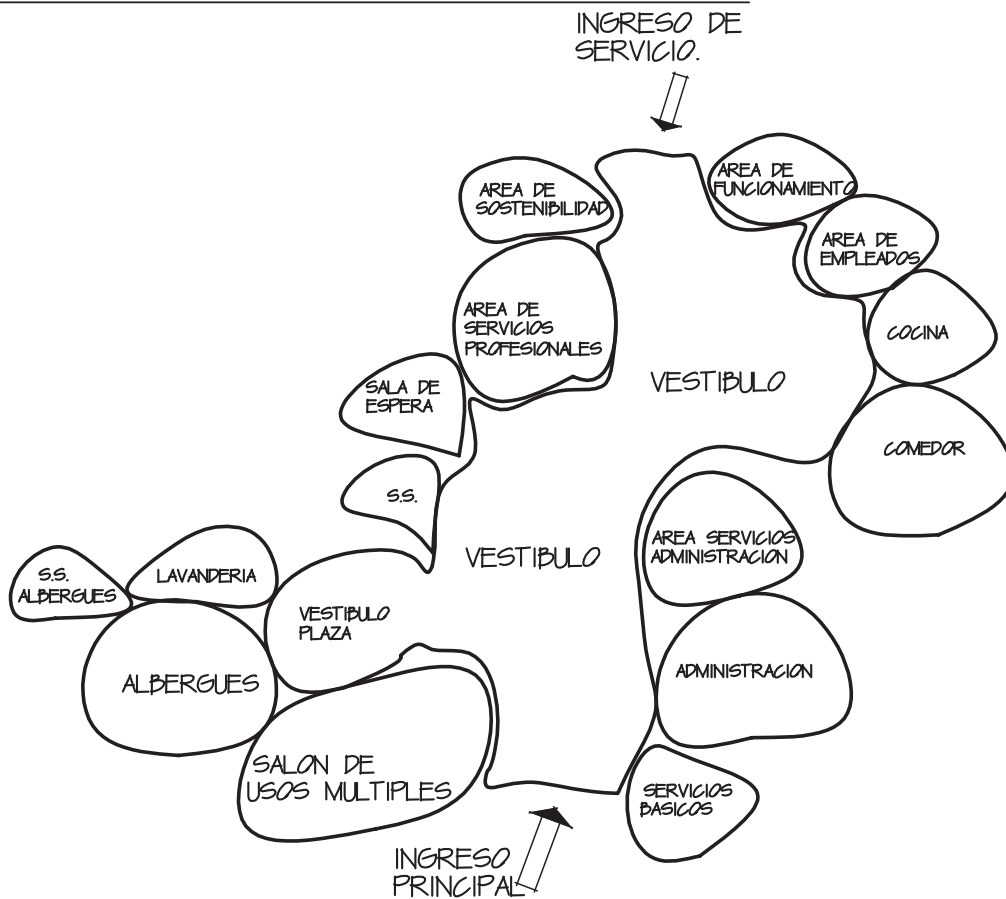 INGRESO DE
SERVICIO.
AREA DE
FUNCIONAMIENTO
AREA DE
SOSTENIBILIDAD
AREA DE
EMPLEADOS
AREA DE
SERVICIOS
PROFESIONALES
COCINA
VESTIBULO
SALA DE
ESPERA
COMEDOR
S.S.
AREA SERVICIOS
ADMINISTRACION
VESTIBULO
S.S.
ALBERGUES
LAVANDERIA
VESTIBULO
PLAZA
ALBERGUES
ADMINISTRACION
SALON DE
USOS MULTIPLES
SERVICIOS
BASICOS
INGRESO
PRINCIPAL